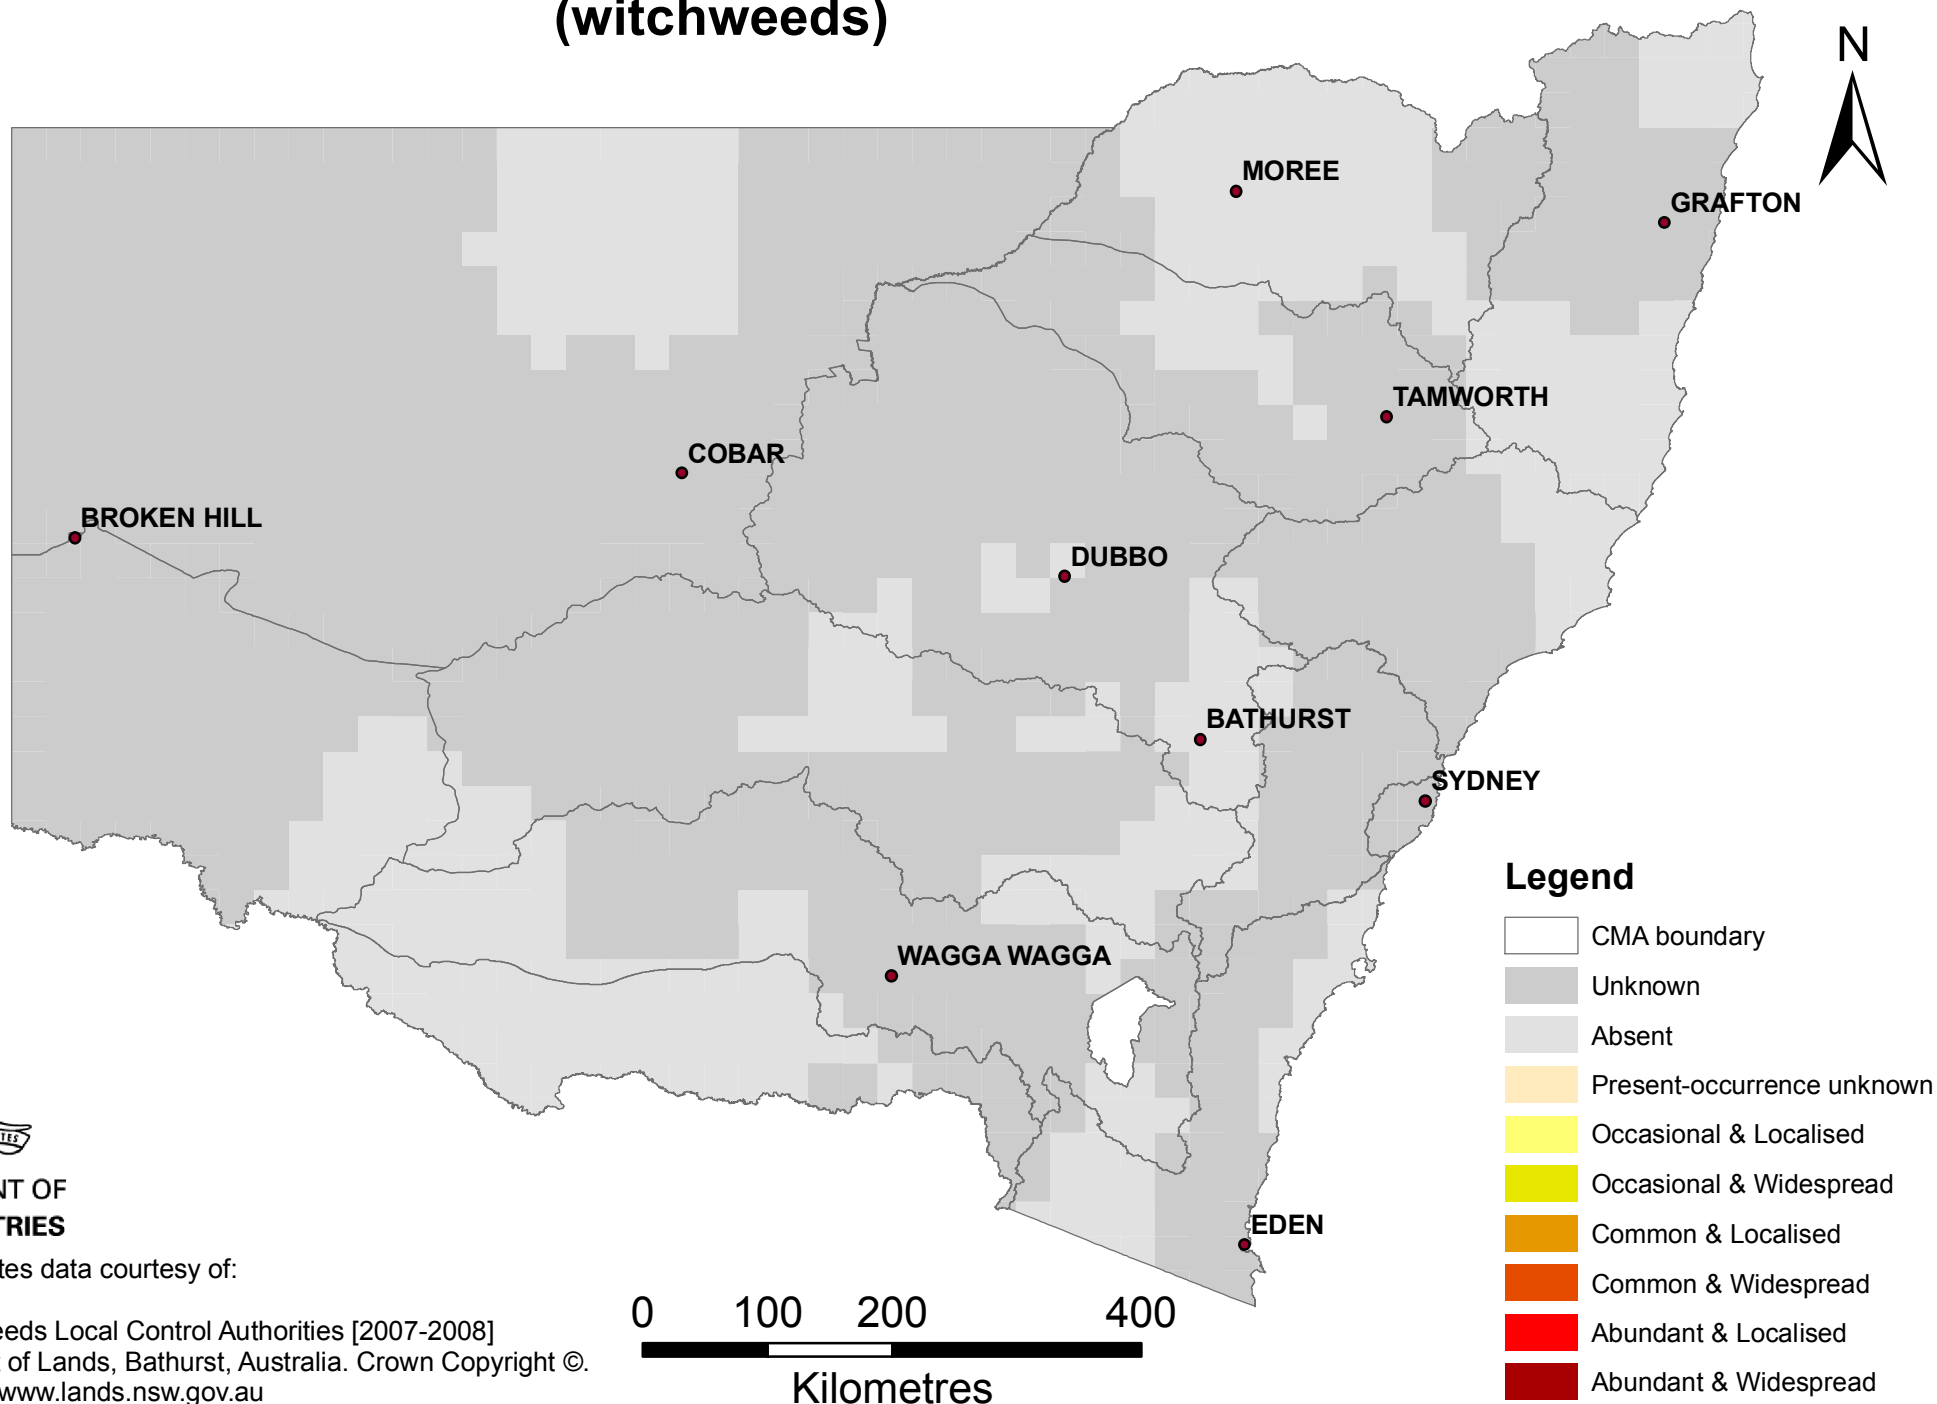 (witchweeds)
N
MOREE
GRAFTON
TAMWORTH
COBAR
BROKEN HILL
DUBBO
BATHURST
SYDNEY
WAGGA WAGGA
EDEN
Legend
CMA boundary
Unknown
Absent
Present-occurrence unknown
Occasional & Localised
Occasional & Widespread
Common & Localised
Common & Widespread
Abundant & Localised
Abundant & Widespread
TES
NT OF
TRIES
tes data courtesy of:
eeds Local Control Authorities [2007-2008]
t of Lands, Bathurst, Australia. Crown Copyright ©.
www.lands.nsw.gov.au
0 100 200 400
Kilometres